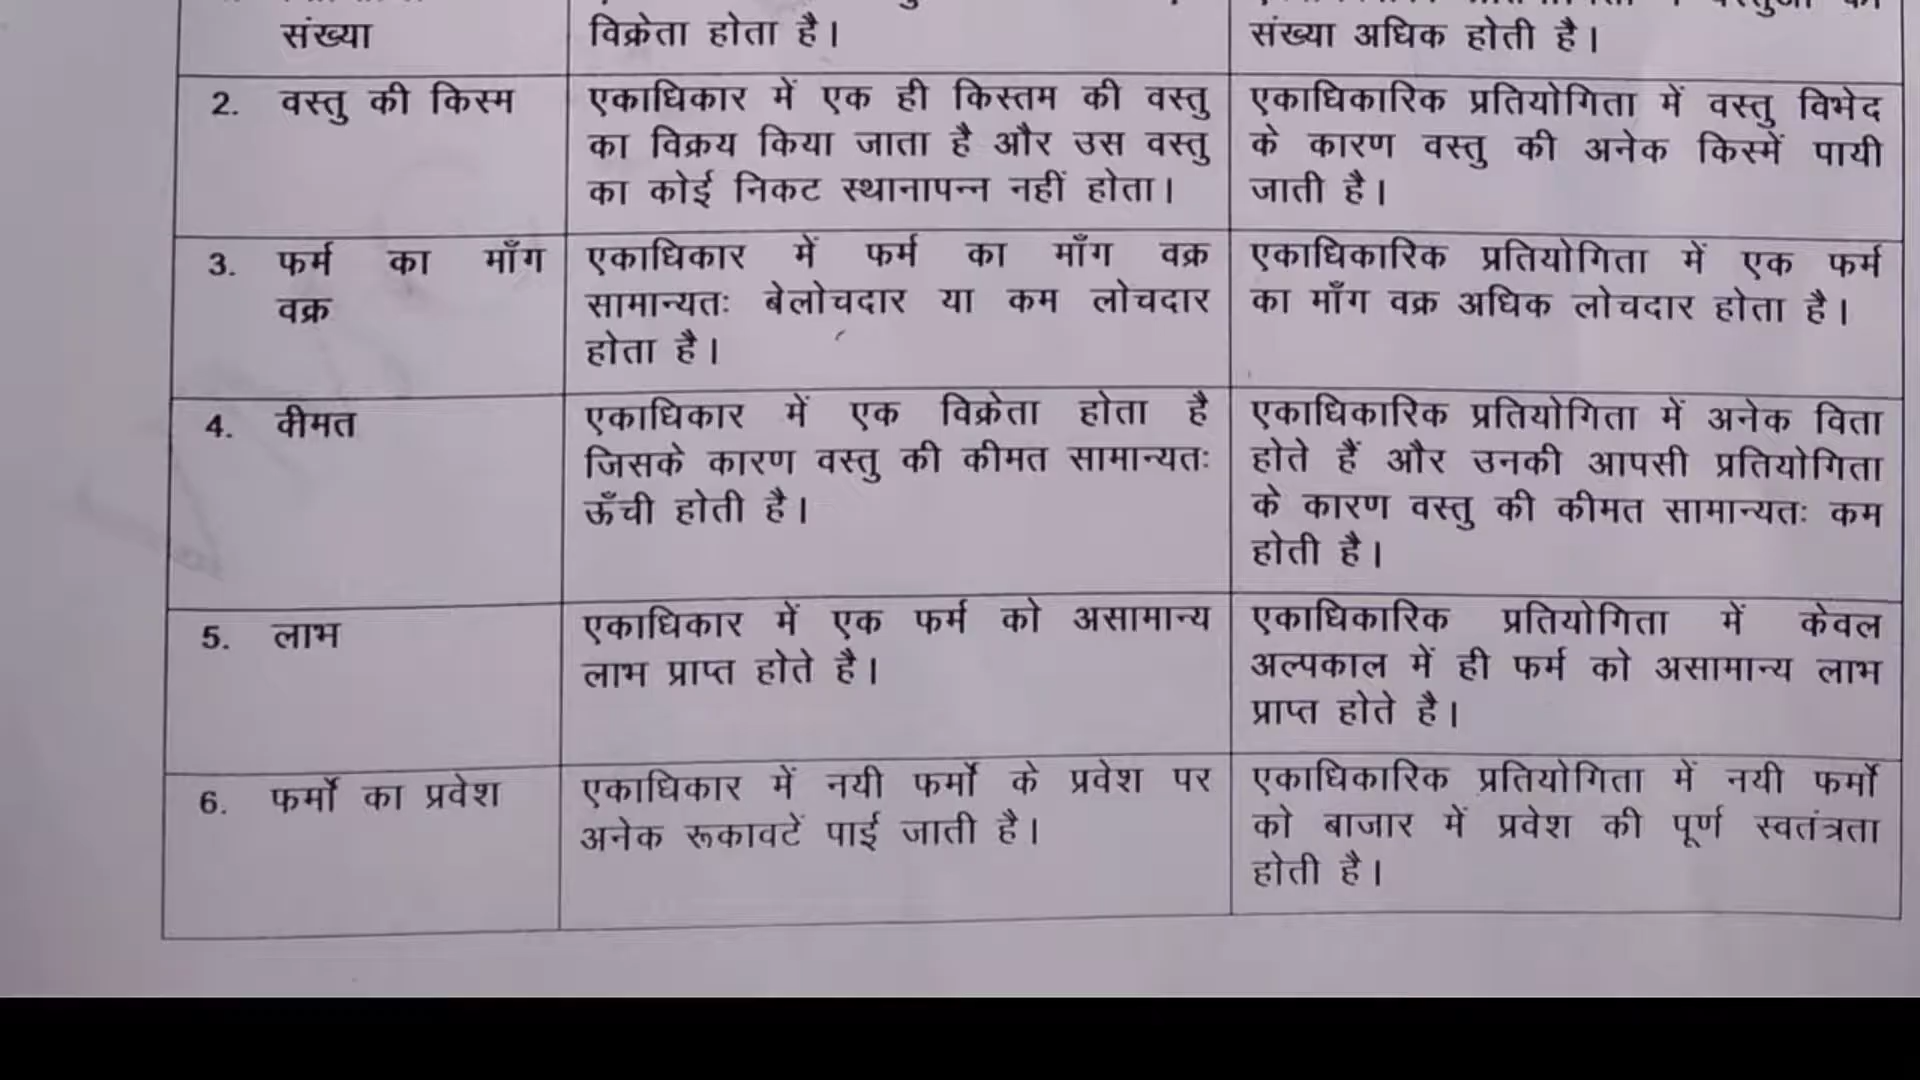 संख्या
विक्रेता होता है।
संख्या अधिक होती है।
2. वस्तु की किस्म
एकाधिकार में एक ही किस्तम की वस्तु
का विक्रय किया जाता है और उस वस्तु
का कोई निकट स्थानापन्न नहीं होता।
एकाधिकारिक प्रतियोगिता में वस्तु विभेद
के कारण वस्तु की अनेक किस्में पायी
जाती है।
3. फर्म का माँग
वक्र
एकाधिकार में फर्म का माँग वक्र
सामान्यतः बेलोचदार या कम लोचदार
होता है।
एकाधिकारिक प्रतियोगिता में एक फर्म
का माँग वक्र अधिक लोचदार होता है।
4. कीमत
एकाधिकार में एक विक्रेता होता है
जिसके कारण वस्तु की कीमत सामान्यतः
ऊँची होती है।
एकाधिकारिक प्रतियोगिता में अनेक विता
होते हैं और उनकी आपसी प्रतियोगिता
के कारण वस्तु की कीमत सामान्यतः कम
होती है।
5. लाभ
एकाधिकार में एक फर्म को असामान्य
लाभ प्राप्त होते है।
एकाधिकारिक प्रतियोगिता में केवल
अल्पकाल में ही फर्म को असामान्य लाभ
प्राप्त होते है।
6. फर्मों का प्रवेश
एकाधिकार में नयी फर्मों के प्रवेश पर
अनेक रूकावटें पाई जाती है।
एकाधिकारिक प्रतियोगिता में नयी फर्मों
को बाजार में प्रवेश की पूर्ण स्वतंत्रता
होती है।